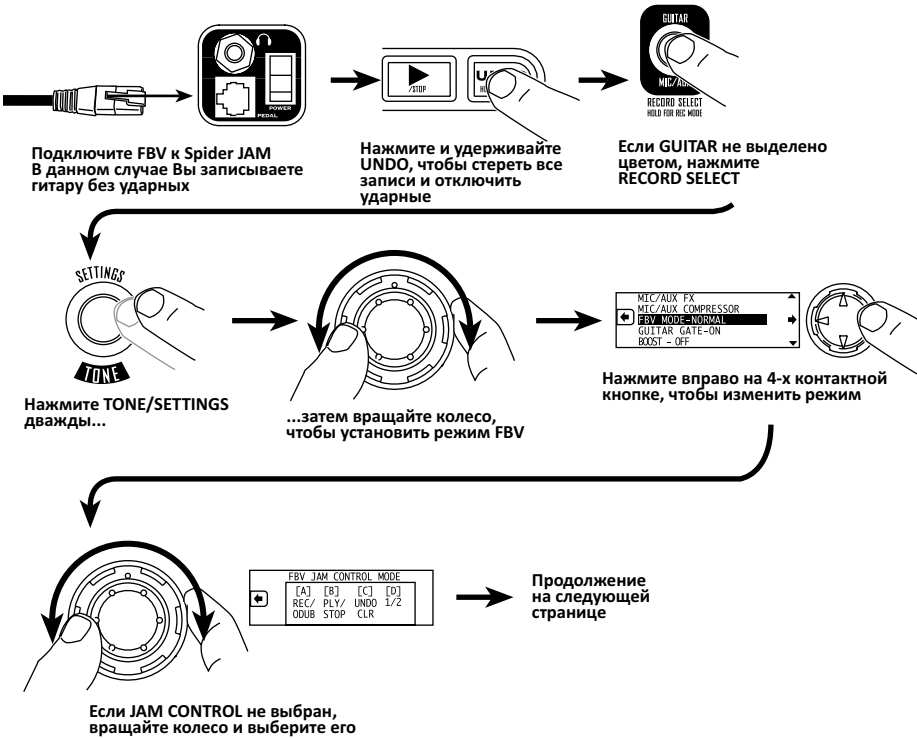 POWER
PEDAL
/STOP
GUITAR
MIC/AUX
RECORD SELECT
HOLD FOR REC MODE
Подключите FBV к Spider JAM
В данном случае Вы записываете
гитару без ударных
Нажмите и удерживайте
UNDO, чтобы стереть все
записи и отключить
ударные
Если GUITAR не выделено
цветом, нажмите
RECORD SELECT
SETTINGS
TONE
Нажмите TONE/SETTINGS
дважды...
...затем вращайте колесо,
чтобы установить режим FBV
MIC/AUX FX
MIC/AUX COMPRESSOR
FBV MODE-NORMAL
GUITAR GATE-ON
BOOST - OFF
Нажмите вправо на 4-х контактной
кнопке, чтобы изменить режим
FBV JAM CONTROL MODE
[A] [B] [C] [D]
REC/ PLY/ UNDO 1/2
ODUB STOP CLR
Продолжение
на следующей
странице
Если JAM CONTROL не выбран,
вращайте колесо и выберите его